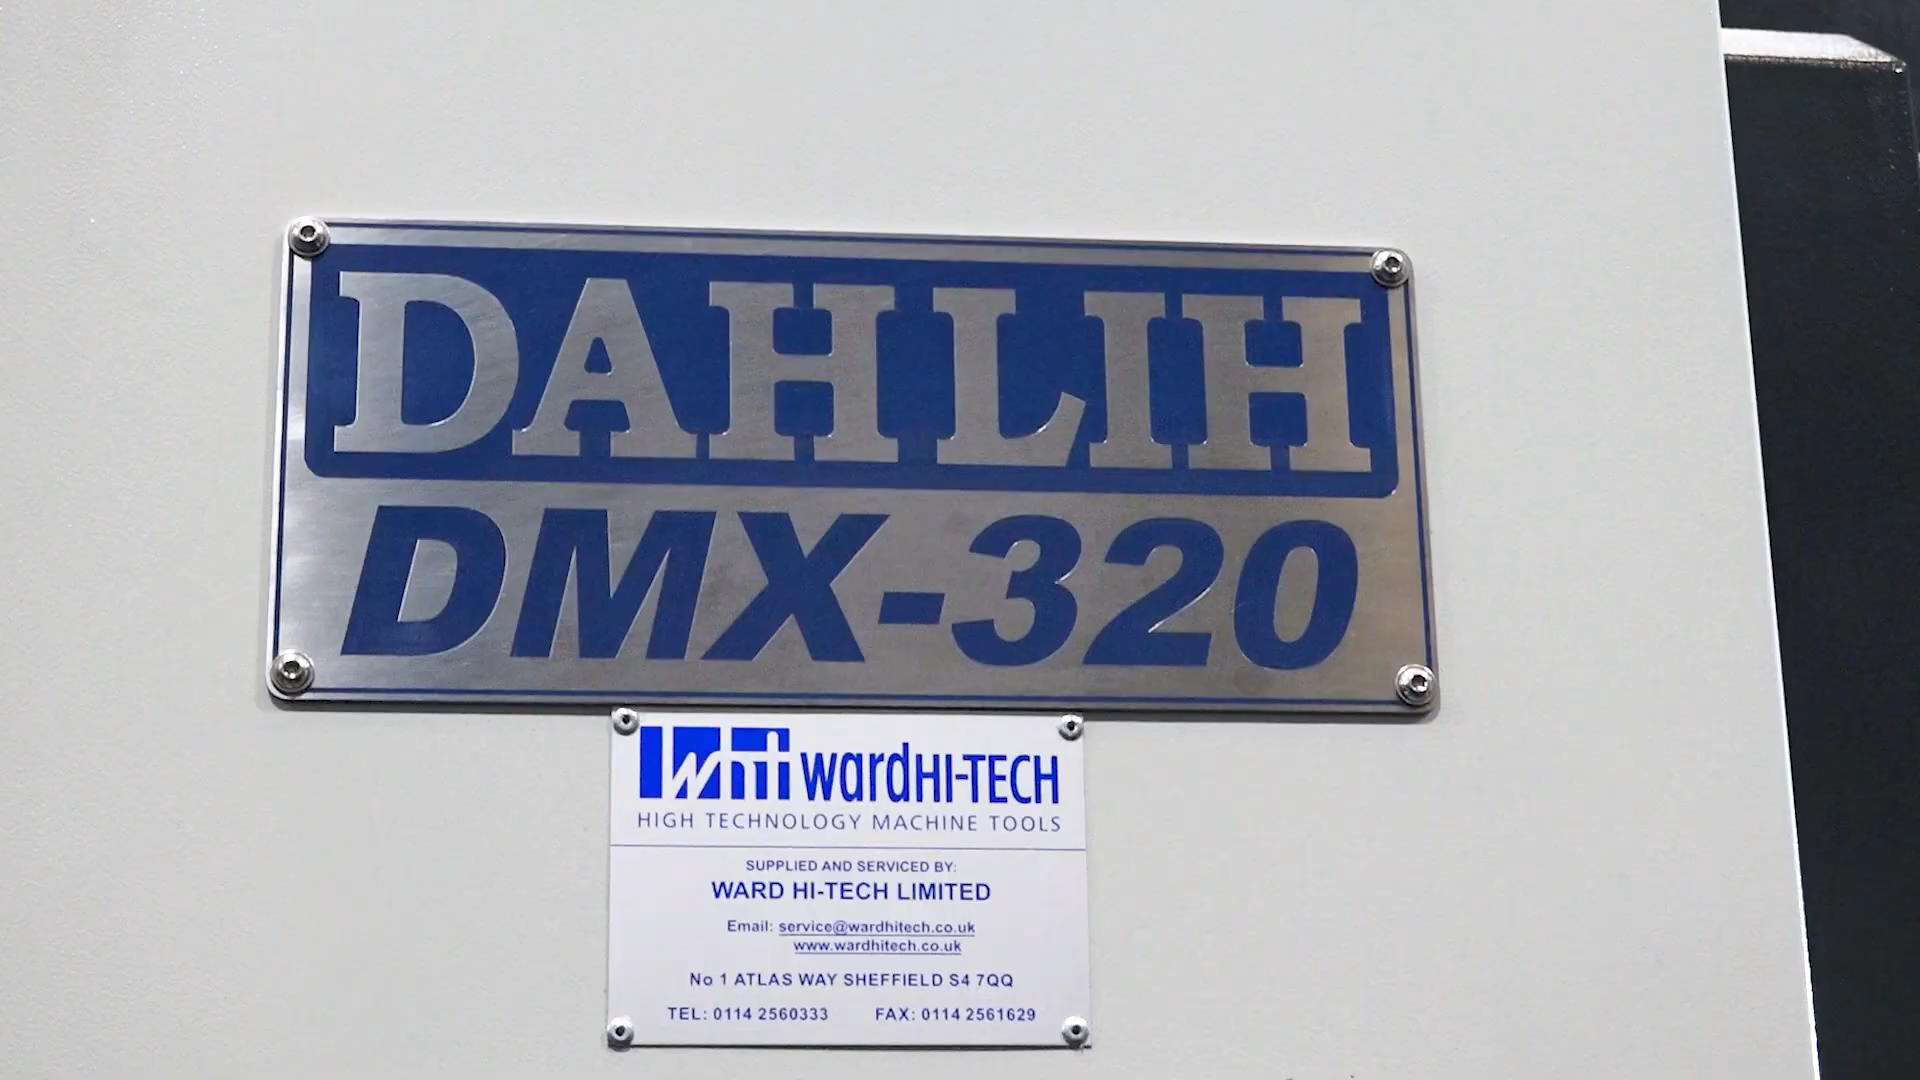 DAHLIH
DMX-320
wht wardHI-TECH
HIGH TECHNOLOGY MACHINE TOOLS
SUPPLIED AND SERVICED BY:
WARD HI-TECH LIMITED
Email: service@wardhitech.co.uk
www.wardhitech.co.uk
No 1 ATLAS WAY SHEFFIELD S4 7QQ
TEL: 0114 2560333 FAX: 0114 2561629